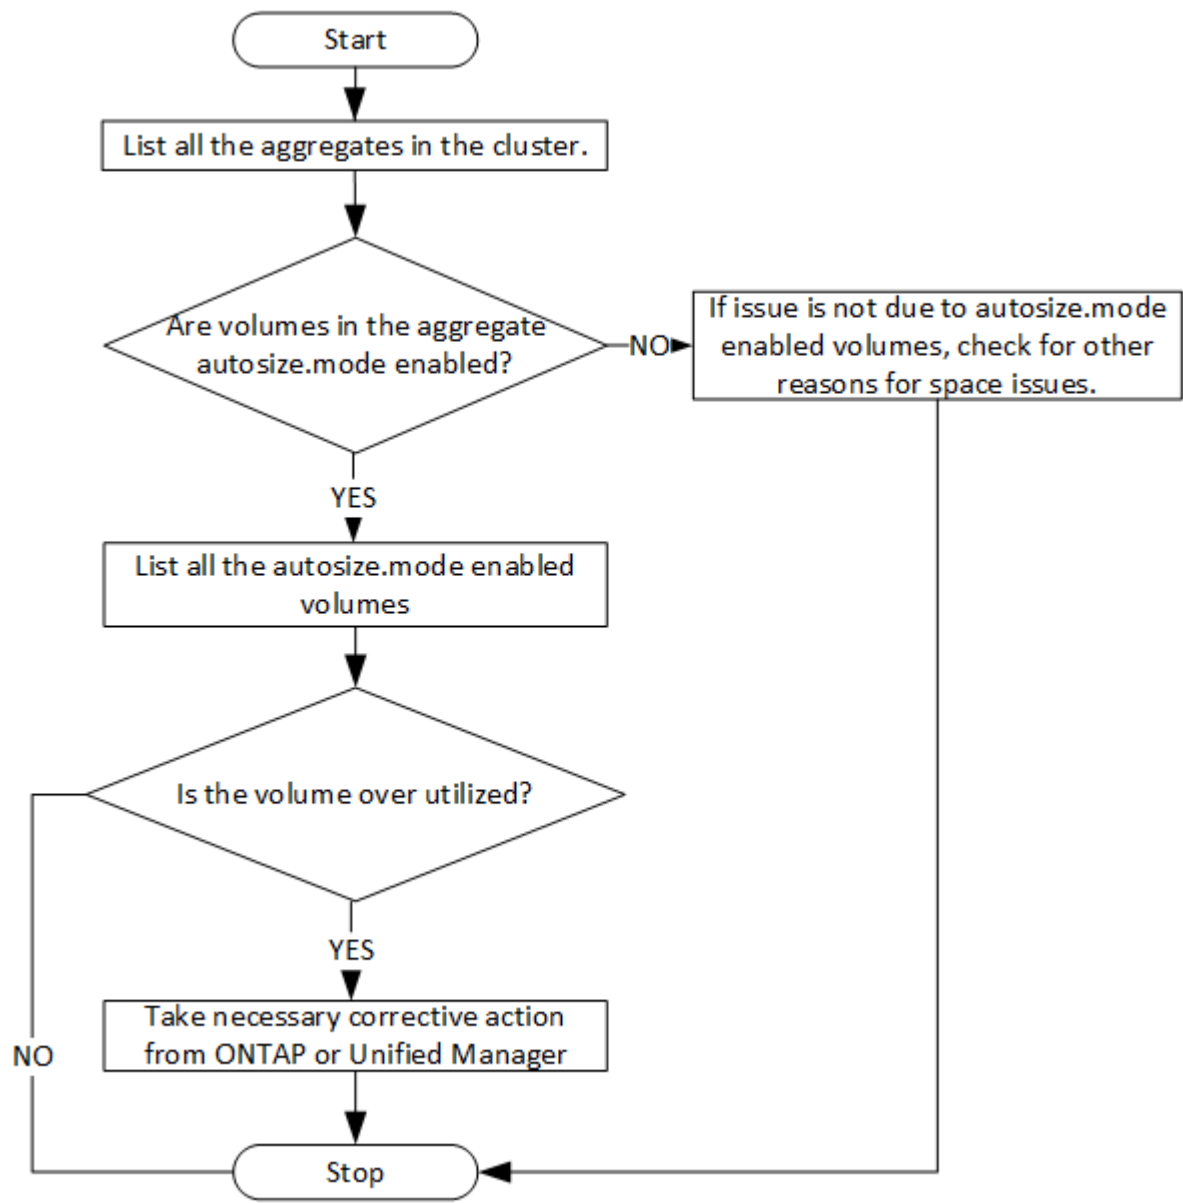 Start
List all the aggregates in the cluster.
Are volumes in the aggregate
autosize.mode enabled?
NO
If issue is not due to autosize.mode
enabled volumes, check for other
reasons for space issues.
YES
List all the autosize.mode enabled
volumes
Is the volume over utilized?
YES
Take necessary corrective action
from ONTAP or Unified Manager
NO
Stop